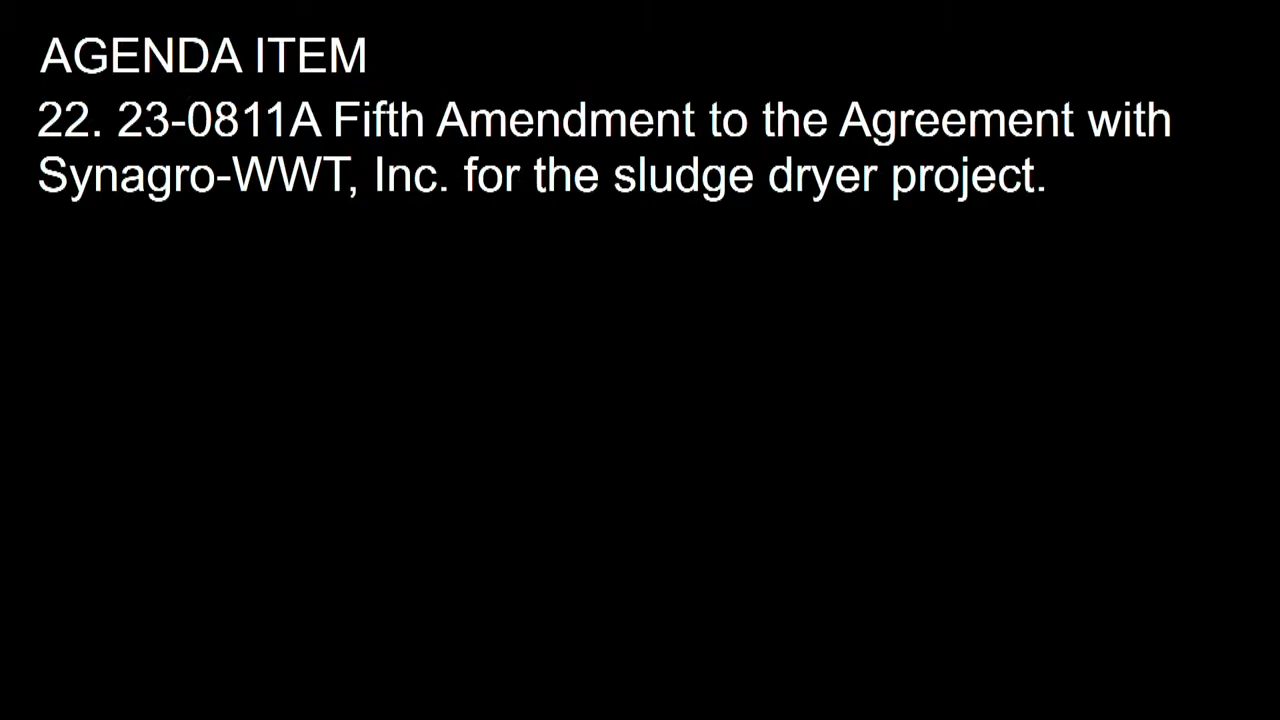 AGENDA ITEM
22. 23-0811A Fifth Amendment to the Agreement with
Synagro-WWT, Inc. for the sludge dryer project.